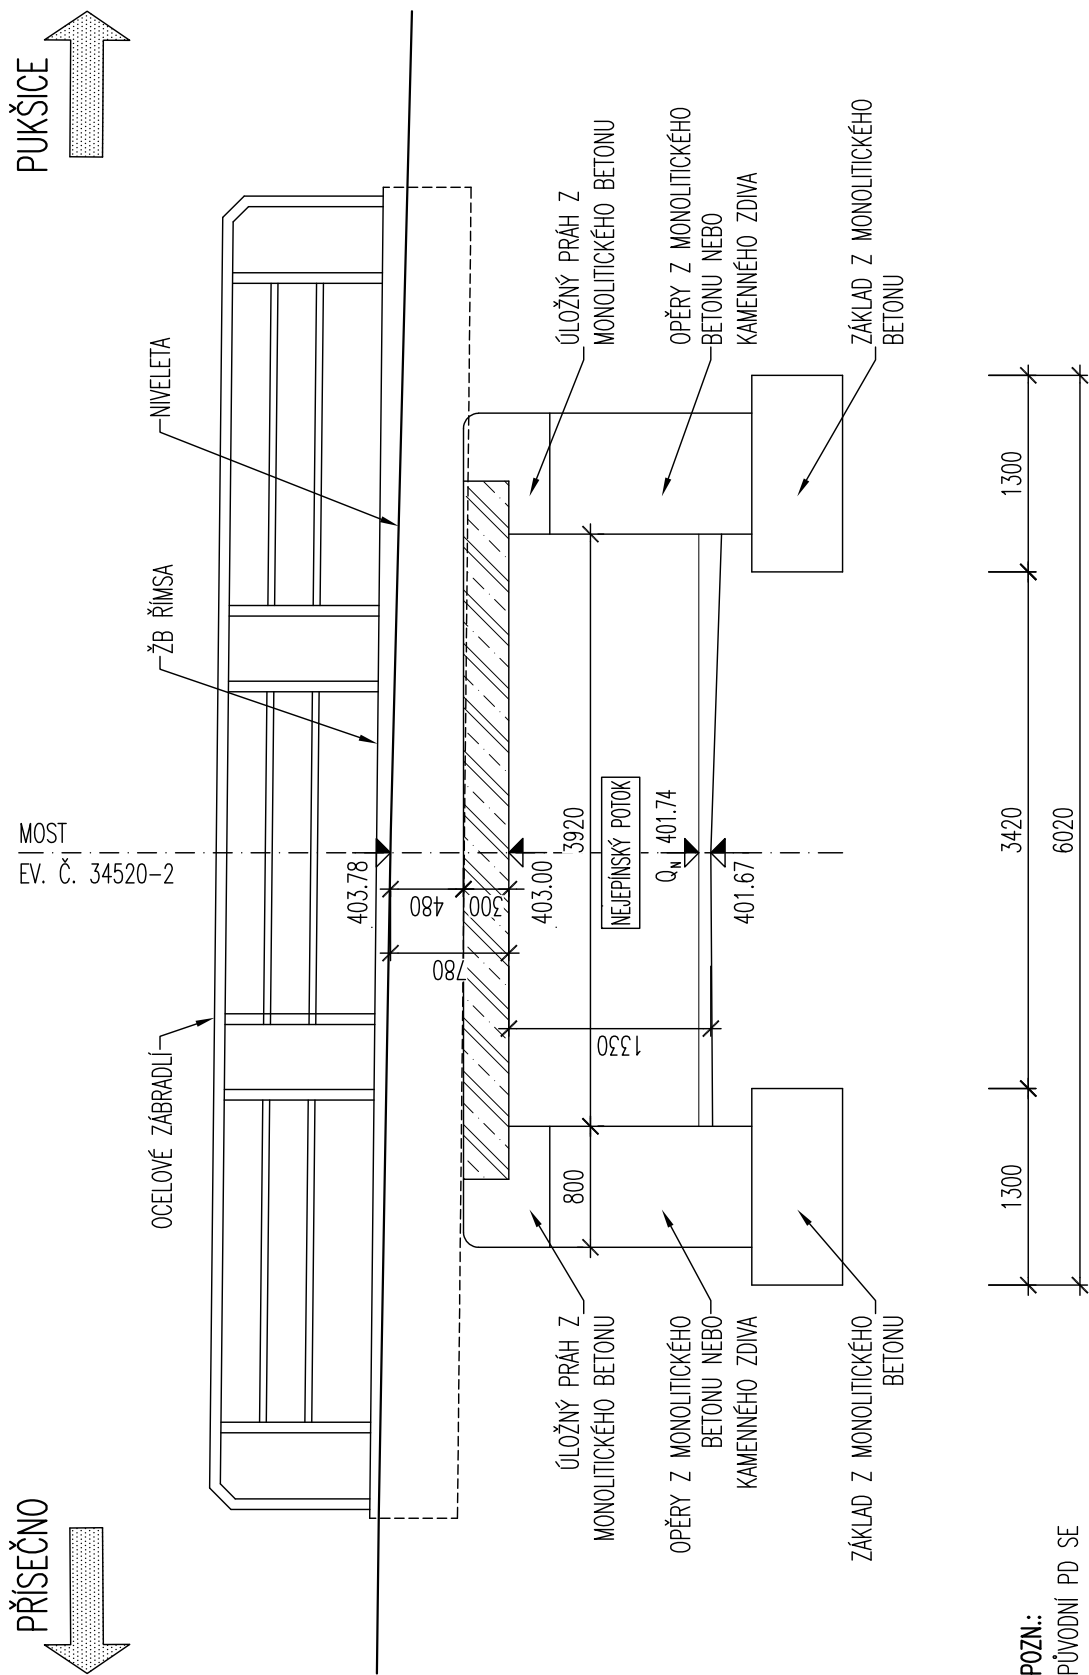 PŘÍSEČNO
PUKŠICE
MOST
EV. Č. 34520-2
OCELOVÉ ZÁBRADLÍ
ŽB ŘÍMSA
NIVELETA
403.78
480
300
780
403.00
800
3920
1330
NEJEPÍNSKÝ POTOK
QN 401.74
401.67
ÚLOŽNÝ PRÁH Z
MONOLITICKÉHO BETONU
ÚLOŽNÝ PRÁH Z
MONOLITICKÉHO BETONU
OPĚRY Z MONOLITICKÉHO
BETONU NEBO
KAMENNÉHO ZDIVA
OPĚRY Z MONOLITICKÉHO
BETONU NEBO
KAMENNÉHO ZDIVA
ZÁKLAD Z MONOLITICKÉHO
BETONU
ZÁKLAD Z MONOLITICKÉHO
BETONU
1300
3420
1300
6020
POZN.:
PŮVODNÍ PD SE